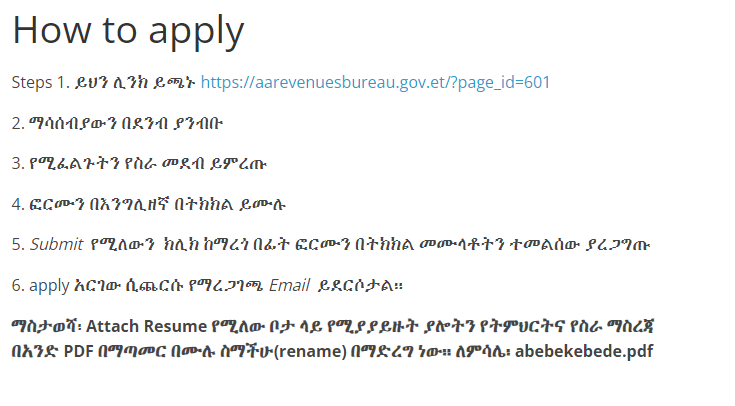 How to apply
Steps 1. ይህን ሊንክ ይጫኑ https://aarevenuesbureau.gov.et/?page_id=601
2. ማሳሰብያውን በደንብ ያንብቡ
3. የሚፈልጉትን የስራ መደብ ይምረጡ
4. ፎርሙን በእንግሊዘኛ በትክክል ይሙሉ
5. Submit የሚለውን ክሊክ ከማረጎ በፊት ፎርሙን በትክክል መሙላቶትን ተመልሰው ያረጋግጡ
6. apply አርገው ሲጨርሱ የማረጋገጫ Email ይደርሶታል።
ማስታወሻ፡ Attach Resume የሚለው ቦታ ላይ የሚያያይዙት ያሎትን የትምህርትና የስራ ማስረጃ
በአንድ PDF በማጣመር በሙሉ ስማችሁ(rename) በማድረግ ነው። ለምሳሌ፡ abebekebede.pdf